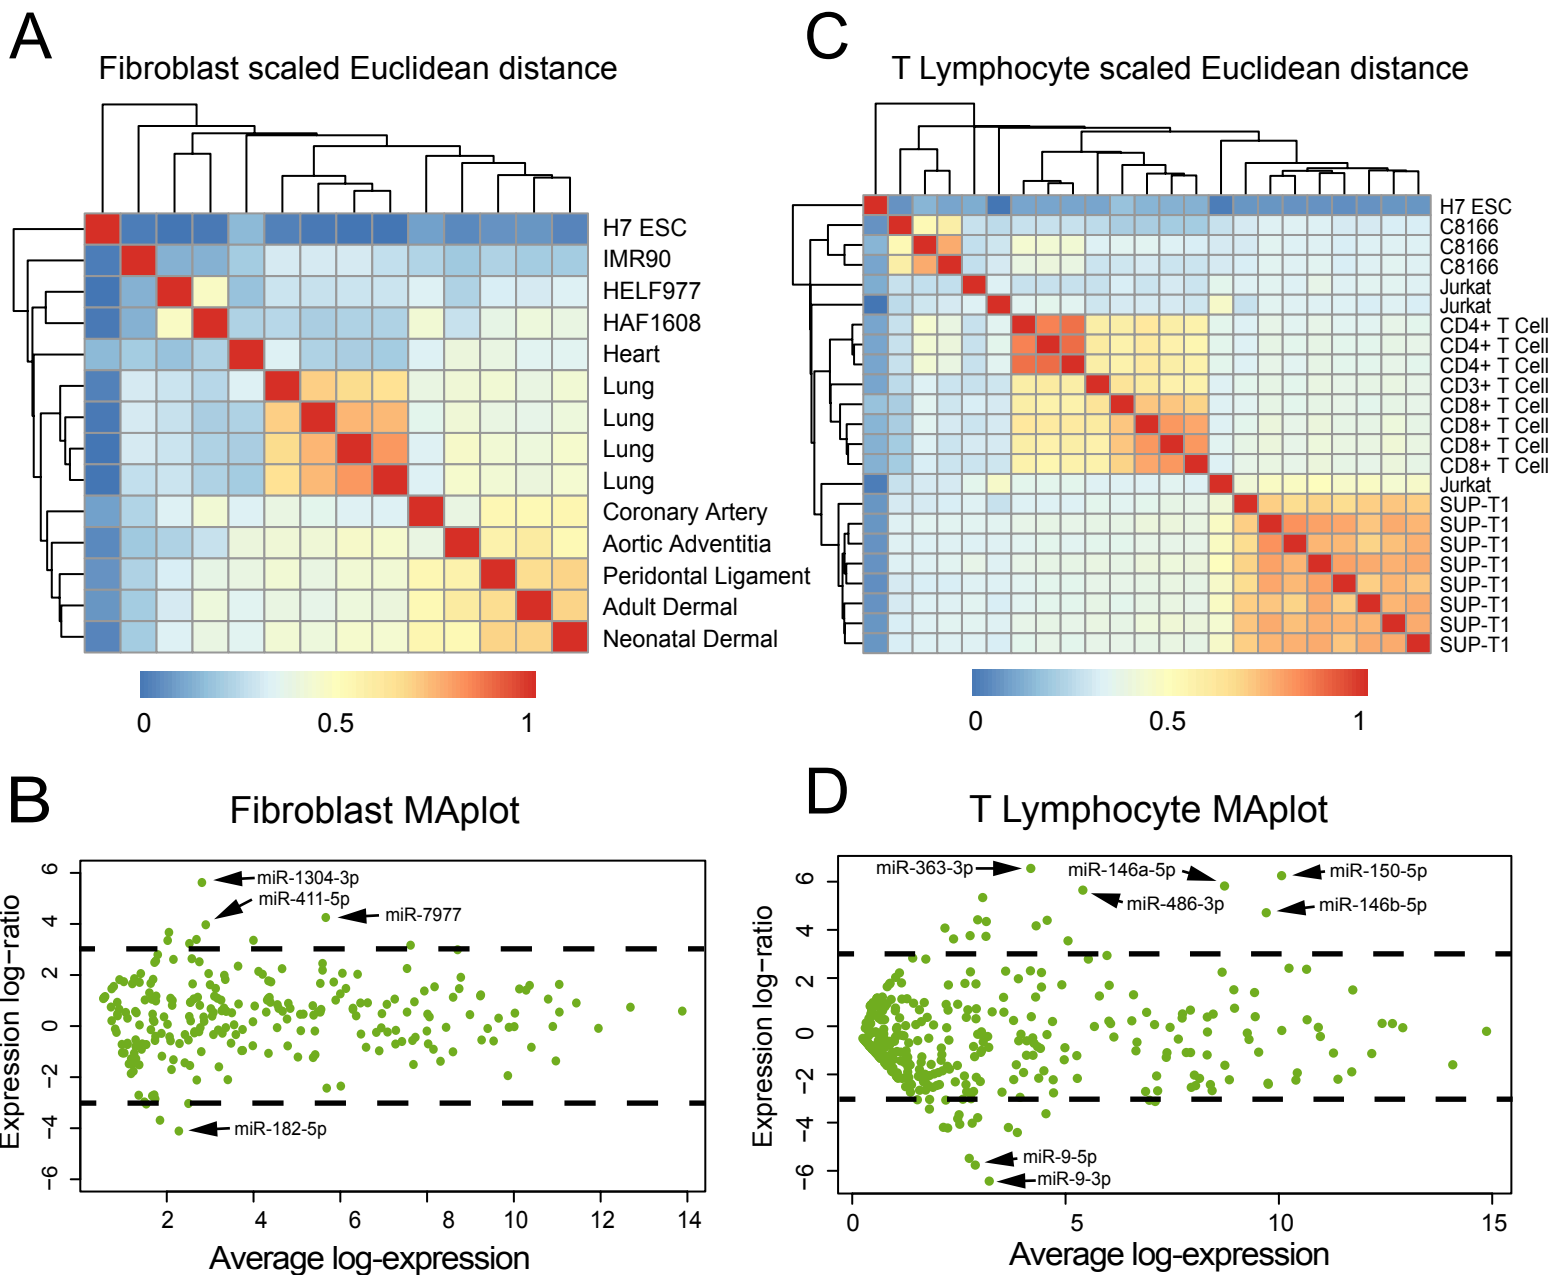 A
Fibroblast scaled Euclidean distance
H7 ESC
IMR90
HELF977
HAF1608
Heart
Lung
Lung
Lung
Lung
Coronary Artery
Aortic Adventitia
Peridontal Ligament
Adult Dermal
Neonatal Dermal
0 0.5 1
C
T Lymphocyte scaled Euclidean distance
H7 ESC
C8166
C8166
C8166
Jurkat
Jurkat
CD4+ T Cell
CD4+ T Cell
CD4+ T Cell
CD3+ T Cell
CD8+ T Cell
CD8+ T Cell
CD8+ T Cell
CD8+ T Cell
Jurkat
SUP-T1
SUP-T1
SUP-T1
SUP-T1
SUP-T1
SUP-T1
SUP-T1
SUP-T1
0 0.5 1
B
Fibroblast MAplot
Expression log−ratio
6
4
2
0
−2
−4
−6
miR-1304-3p
miR-411-5p
miR-7977
miR-182-5p
2 4 6 8 10 12 14
Average log-expression
D
T Lymphocyte MAplot
Expression log−ratio
6
4
2
0
−2
−4
−6
miR-363-3p
miR-146a-5p
miR-150-5p
miR-486-3p
miR-146b-5p
miR-9-5p
miR-9-3p
0 5 10 15
Average log-expression